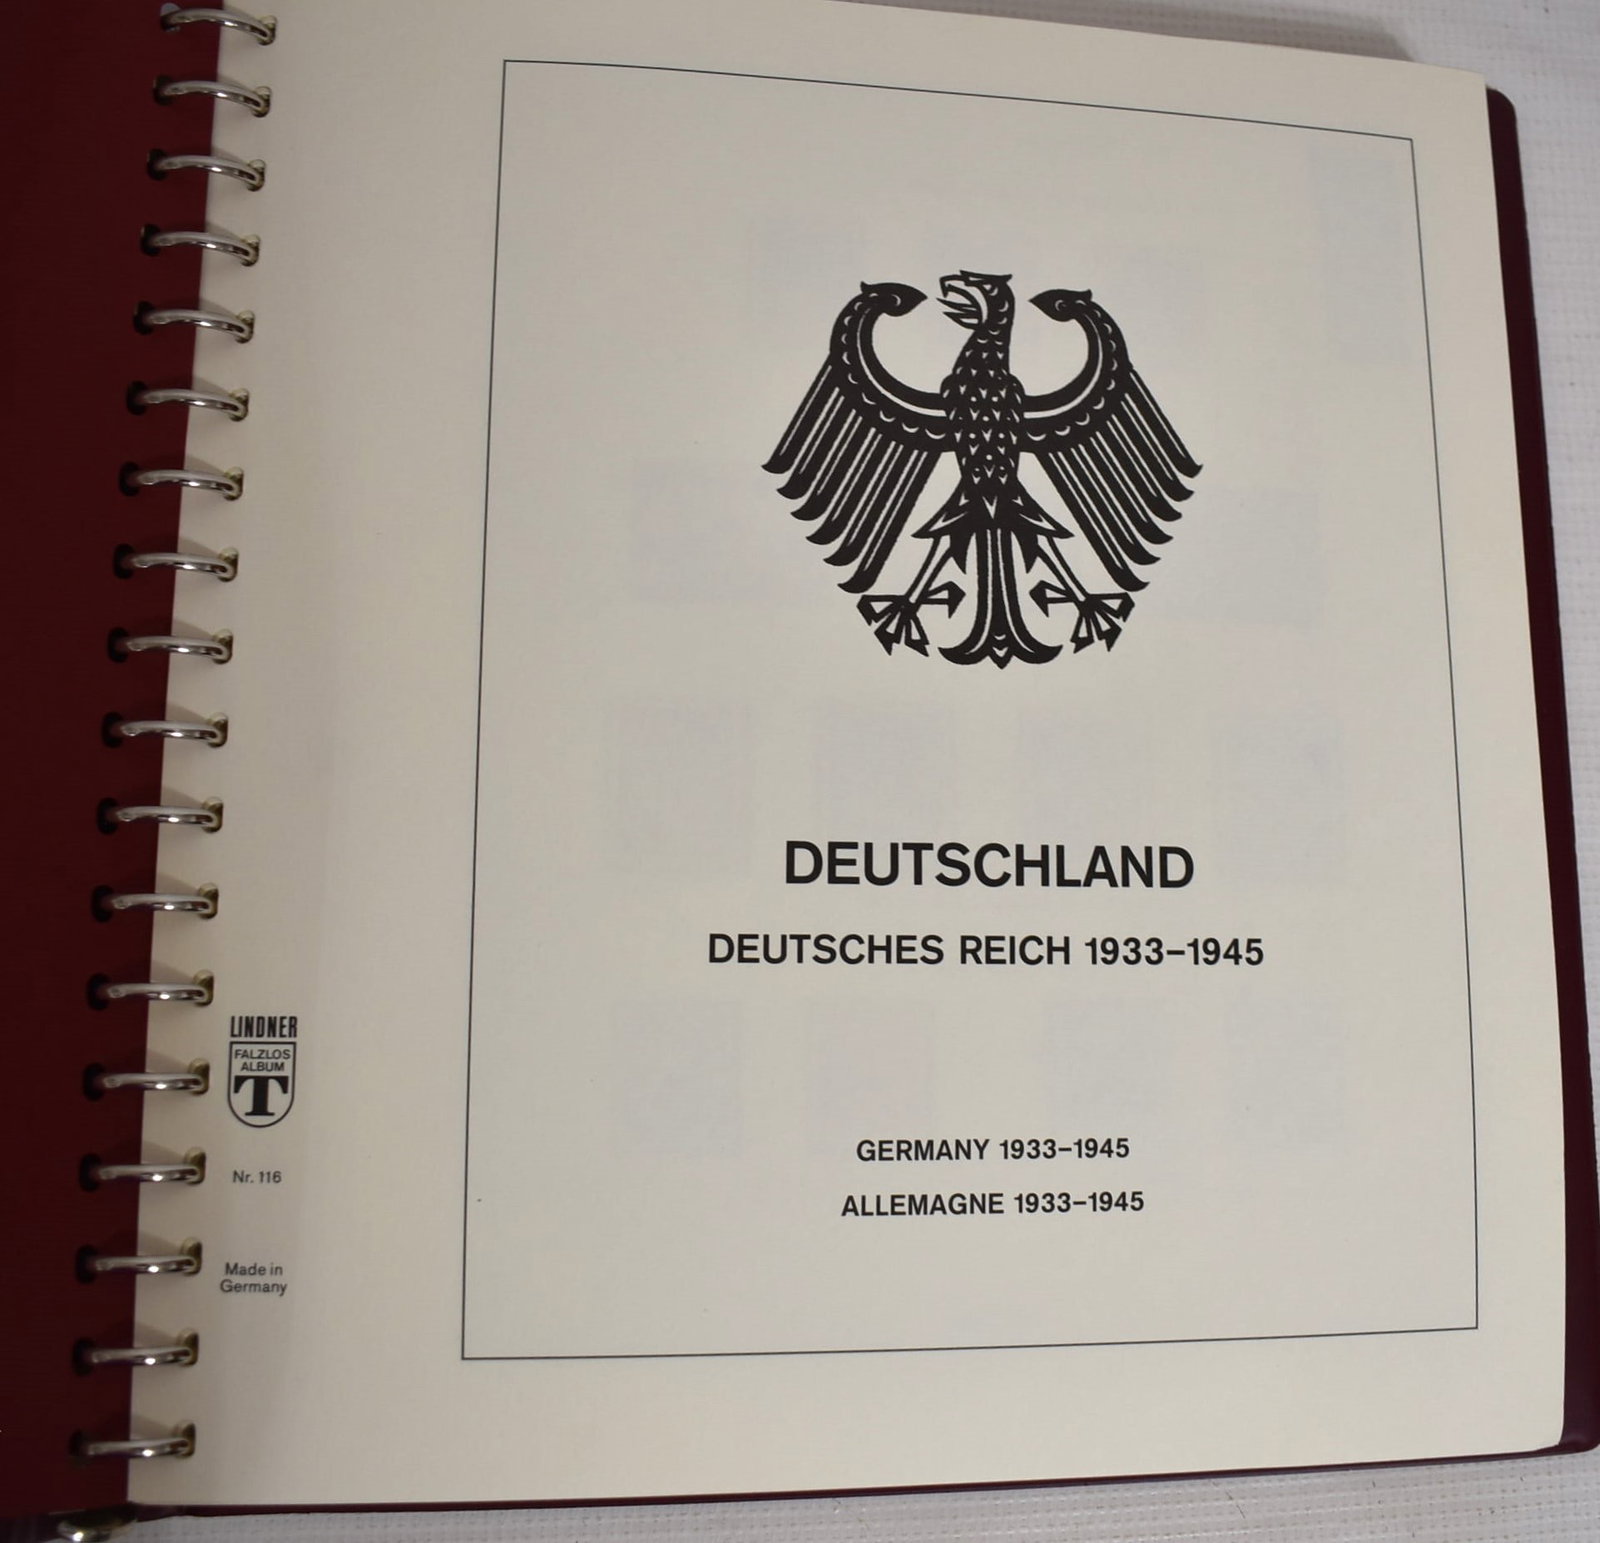 DEUTSCHLAND
DEUTSCHES REICH 1933–1945
GERMANY 1933–1945
ALLEMAGNE 1933–1945
LINDNER
FALZLOS
ALBUM
T
Nr. 116
Made in
Germany